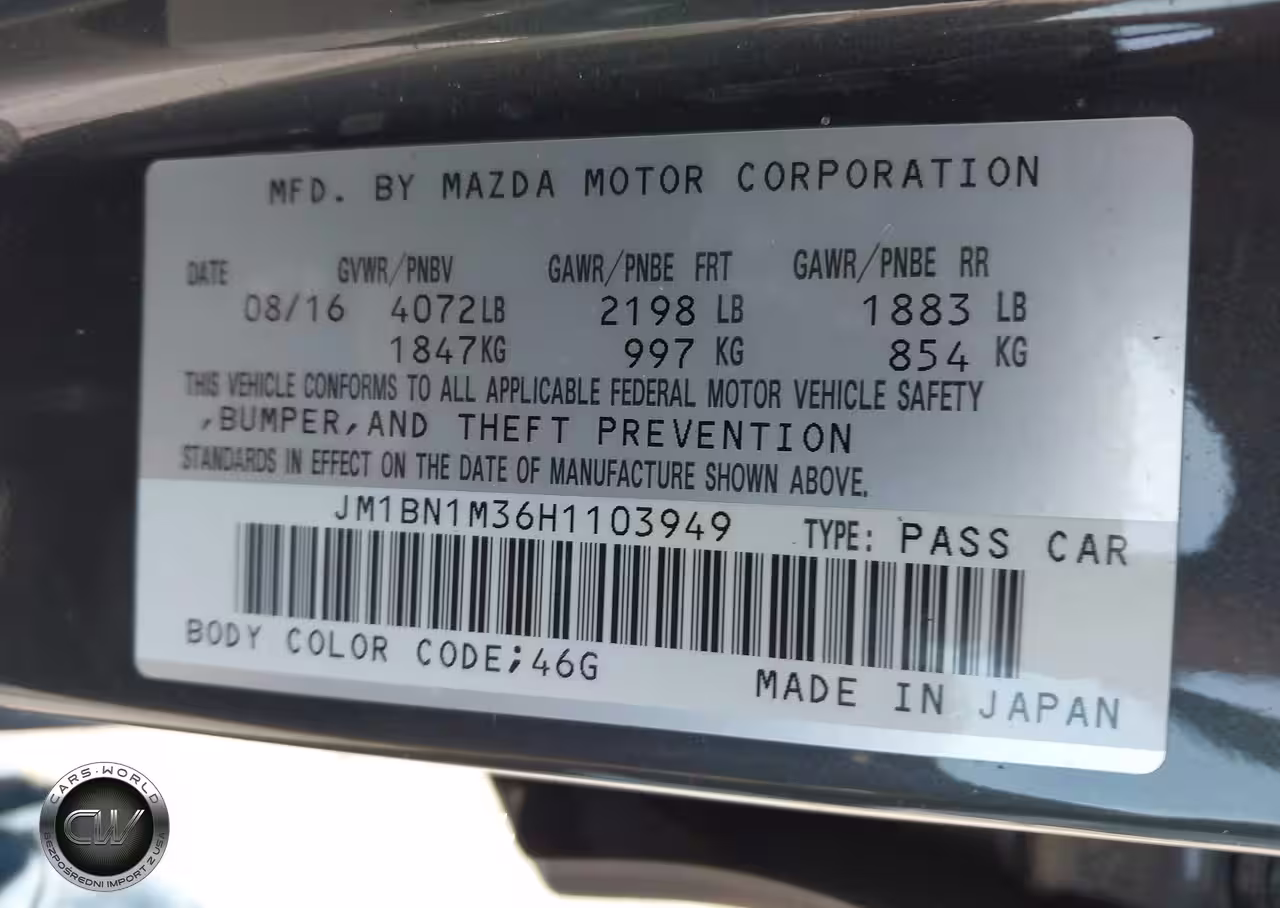 MFD. BY MAZDA MOTOR CORPORATION
DATE GVWR/PNBV GAWR/PNBE FRT GAWR/PNBE RR
08/16 4072LB 2198 LB 1883 LB
1847KG 997 KG 854 KG
THIS VEHICLE CONFORMS TO ALL APPLICABLE FEDERAL MOTOR VEHICLE SAFETY
,BUMPER,AND THEFT PREVENTION
STANDARDS IN EFFECT ON THE DATE OF MANUFACTURE SHOWN ABOVE.
JM1BN1M36H1103949 TYPE: PASS CAR
BODY COLOR CODE;46G
MADE IN JAPAN
CARS·WORLD
CW
BEZPOŚREDNI IMPORT Z USA